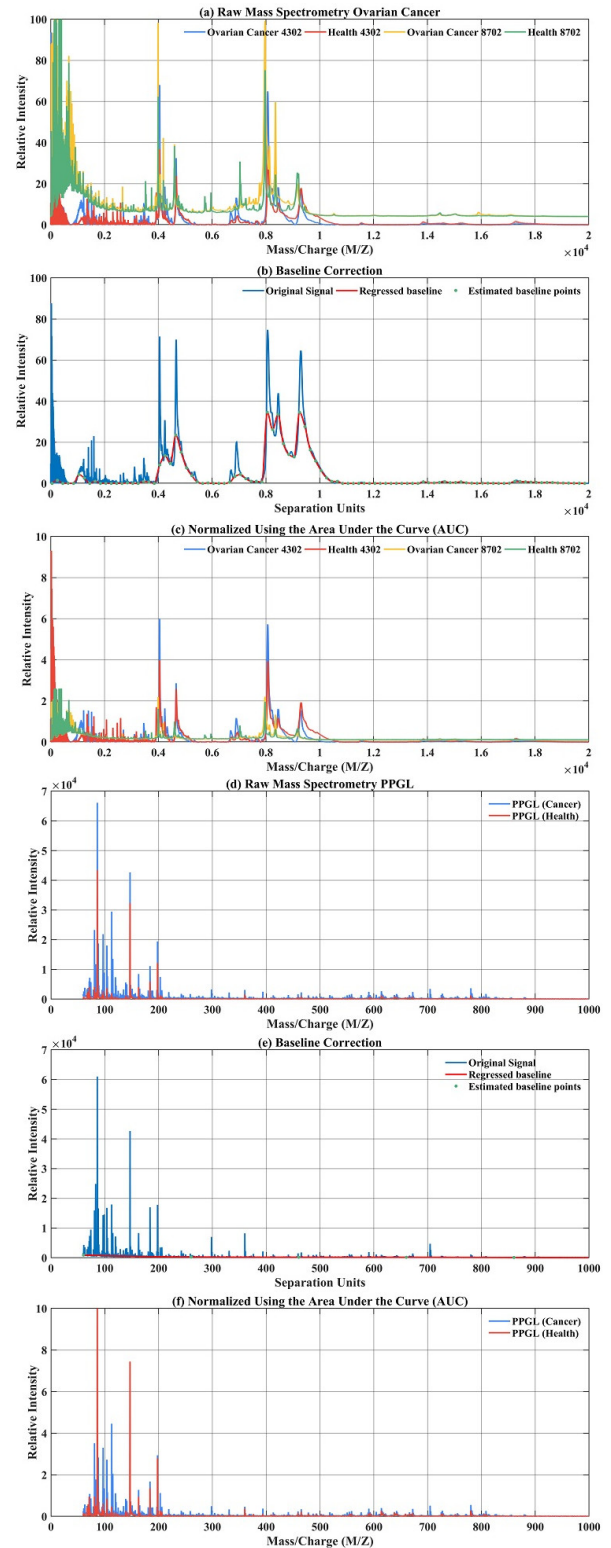 (a) Raw Mass Spectrometry Ovarian Cancer
Ovarian Cancer 4302 Health 4302 Ovarian Cancer 8702 Health 8702
Relative Intensity
100
80
60
40
20
0
0 0.2 0.4 0.6 0.8 1 1.2 1.4 1.6 1.8 2
Mass/Charge (M/Z)
×10⁴
(b) Baseline Correction
Original Signal Regressed baseline Estimated baseline points
Relative Intensity
100
80
60
40
20
0
0 0.2 0.4 0.6 0.8 1 1.2 1.4 1.6 1.8 2
Separation Units
×10⁴
(c) Normalized Using the Area Under the Curve (AUC)
Ovarian Cancer 4302 Health 4302 Ovarian Cancer 8702 Health 8702
Relative Intensity
10
8
6
4
2
0
0 0.2 0.4 0.6 0.8 1 1.2 1.4 1.6 1.8 2
Mass/Charge (M/Z)
×10⁴
(d) Raw Mass Spectrometry PPGL
×10⁴
PPGL (Cancer)
PPGL (Health)
Relative Intensity
7
6
5
4
3
2
1
0
0 100 200 300 400 500 600 700 800 900 1000
Mass/Charge (M/Z)
(e) Baseline Correction
×10⁴
Original Signal
Regressed baseline
Estimated baseline points
Relative Intensity
7
6
5
4
3
2
1
0
0 100 200 300 400 500 600 700 800 900 1000
Separation Units
(f) Normalized Using the Area Under the Curve (AUC)
PPGL (Cancer)
PPGL (Health)
Relative Intensity
10
8
6
4
2
0
0 100 200 300 400 500 600 700 800 900 1000
Mass/Charge (M/Z)